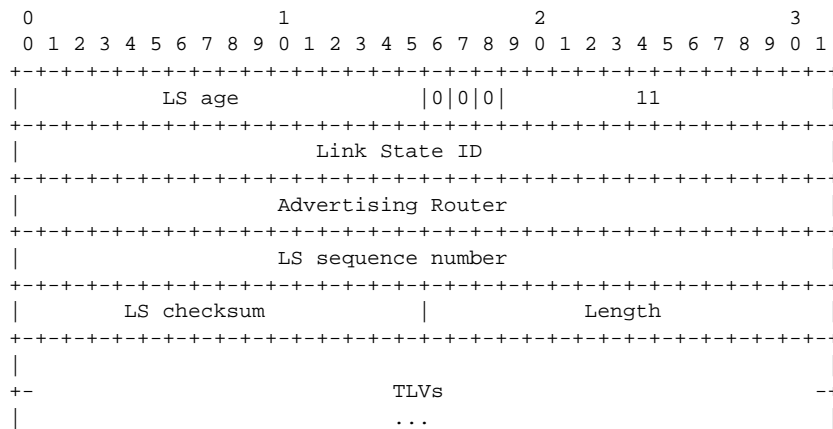 0                   1                   2                   3
0 1 2 3 4 5 6 7 8 9 0 1 2 3 4 5 6 7 8 9 0 1 2 3 4 5 6 7 8 9 0 1
+-+-+-+-+-+-+-+-+-+-+-+-+-+-+-+-+-+-+-+-+-+-+-+-+-+-+-+-+-+-+-+-+
|           LS age              |0|0|0|          11             |
+-+-+-+-+-+-+-+-+-+-+-+-+-+-+-+-+-+-+-+-+-+-+-+-+-+-+-+-+-+-+-+-+
|                       Link State ID                           |
+-+-+-+-+-+-+-+-+-+-+-+-+-+-+-+-+-+-+-+-+-+-+-+-+-+-+-+-+-+-+-+-+
|                    Advertising Router                         |
+-+-+-+-+-+-+-+-+-+-+-+-+-+-+-+-+-+-+-+-+-+-+-+-+-+-+-+-+-+-+-+-+
|                    LS sequence number                         |
+-+-+-+-+-+-+-+-+-+-+-+-+-+-+-+-+-+-+-+-+-+-+-+-+-+-+-+-+-+-+-+-+
|        LS checksum            |            Length             |
+-+-+-+-+-+-+-+-+-+-+-+-+-+-+-+-+-+-+-+-+-+-+-+-+-+-+-+-+-+-+-+-+
|                                                               |
+-                            TLVs                             -+
|                             ...                               |